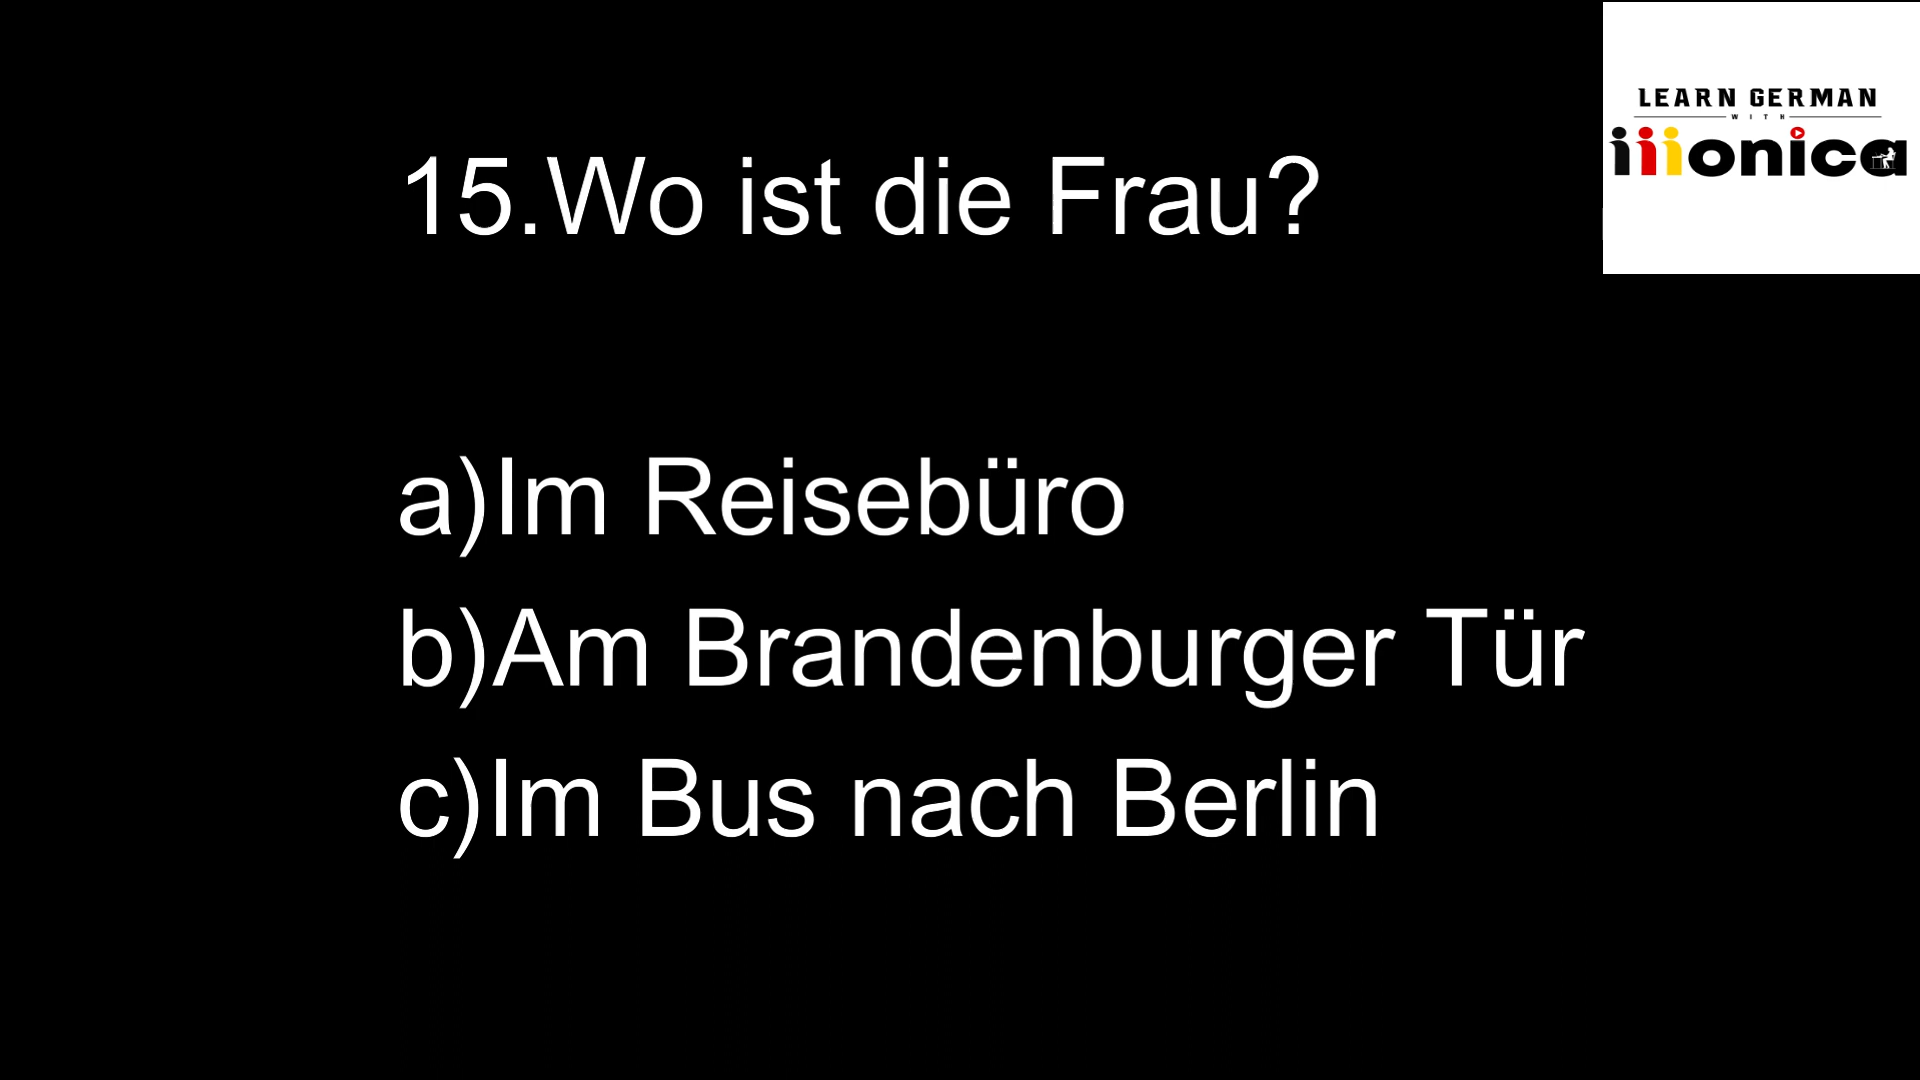 LEARN GERMAN
WITH
monica
15.Wo ist die Frau?
a)Im Reisebüro
b)Am Brandenburger Tür
c)Im Bus nach Berlin